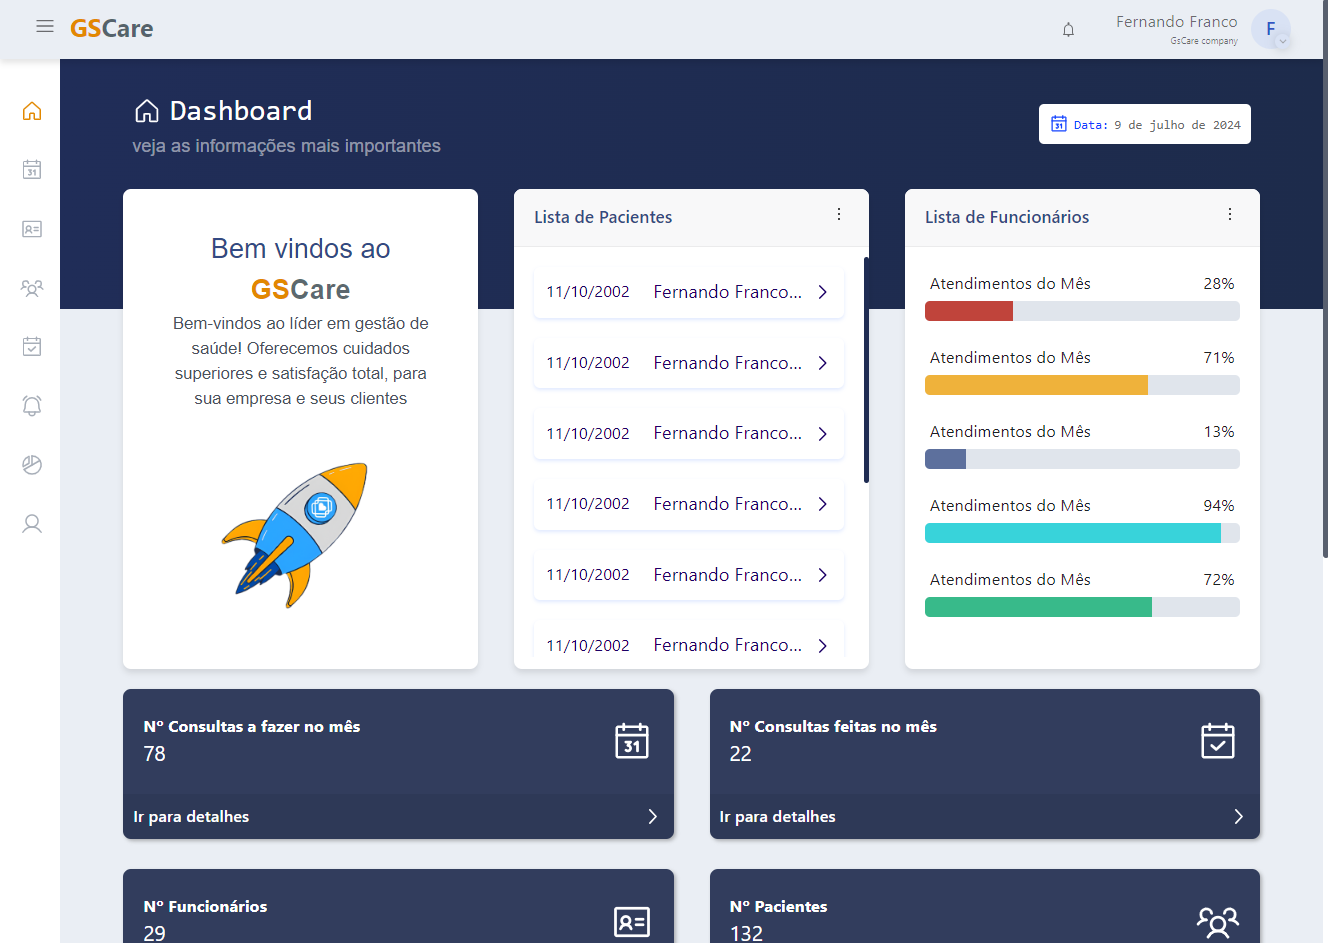 GSCare
Fernando Franco
GsCare company
F
Dashboard
veja as informações mais importantes
31 Data: 9 de julho de 2024
31
Bem vindos ao
GSCare
Bem-vindos ao líder em gestão de
saúde! Oferecemos cuidados
superiores e satisfação total, para
sua empresa e seus clientes
Lista de Pacientes
11/10/2002 Fernando Franco...
11/10/2002 Fernando Franco...
11/10/2002 Fernando Franco...
11/10/2002 Fernando Franco...
11/10/2002 Fernando Franco...
11/10/2002 Fernando Franco...
Lista de Funcionários
Atendimentos do Mês 28%
Atendimentos do Mês 71%
Atendimentos do Mês 13%
Atendimentos do Mês 94%
Atendimentos do Mês 72%
Nº Consultas a fazer no mês
78
31
Ir para detalhes
Nº Consultas feitas no mês
22
Ir para detalhes
Nº Funcionários
29
Nº Pacientes
132